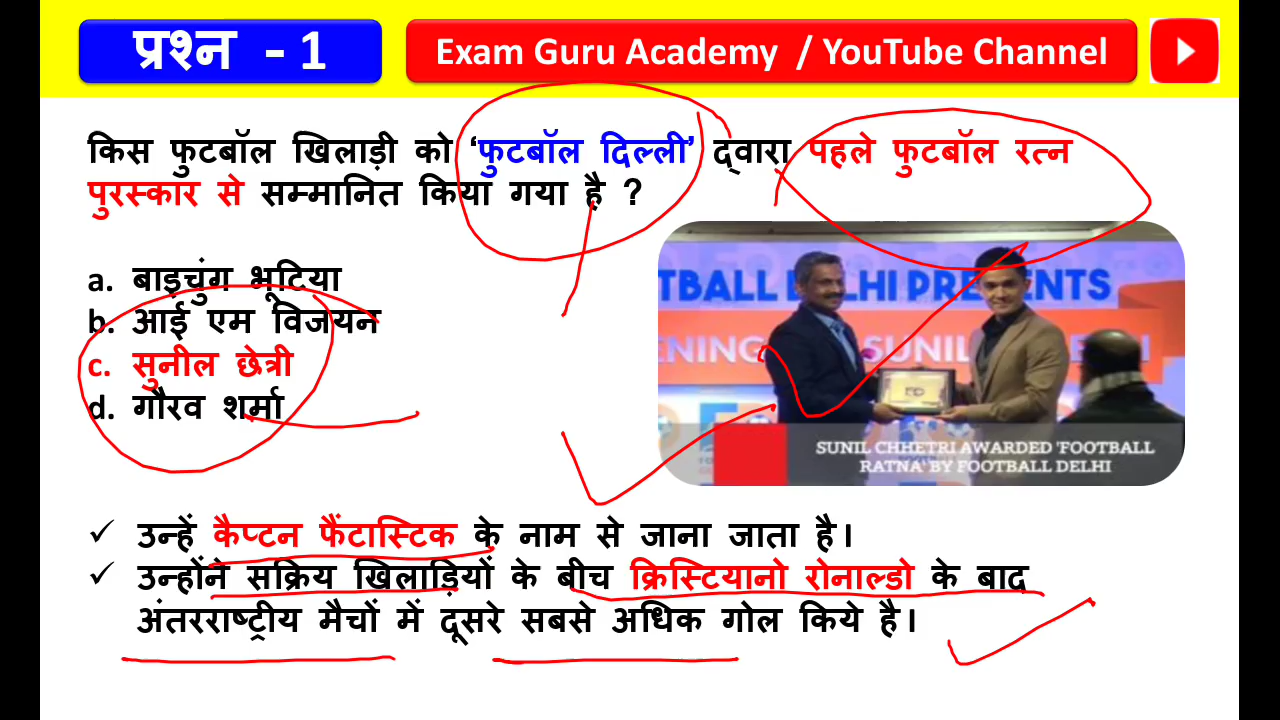 प्रश्न - 1
Exam Guru Academy / YouTube Channel
किस फुटबॉल खिलाड़ी को ‘फुटबॉल दिल्ली’ द्वारा पहले फुटबॉल रत्न
पुरस्कार से सम्मानित किया गया है ?
a. बाइचुंग भूटिया
b. आई एम विजयन
c. सुनील छेत्री
d. गौरव शर्मा
TBALL DELHI PRESENTS
ENING SUNIL
SUNIL CHHETRI AWARDED 'FOOTBALL
RATNA' BY FOOTBALL DELHI
✓ उन्हें कैप्टन फैंटास्टिक के नाम से जाना जाता है।
✓ उन्होंने सक्रिय खिलाड़ियों के बीच क्रिस्टियानो रोनाल्डो के बाद
अंतरराष्ट्रीय मैचों में दूसरे सबसे अधिक गोल किये है।